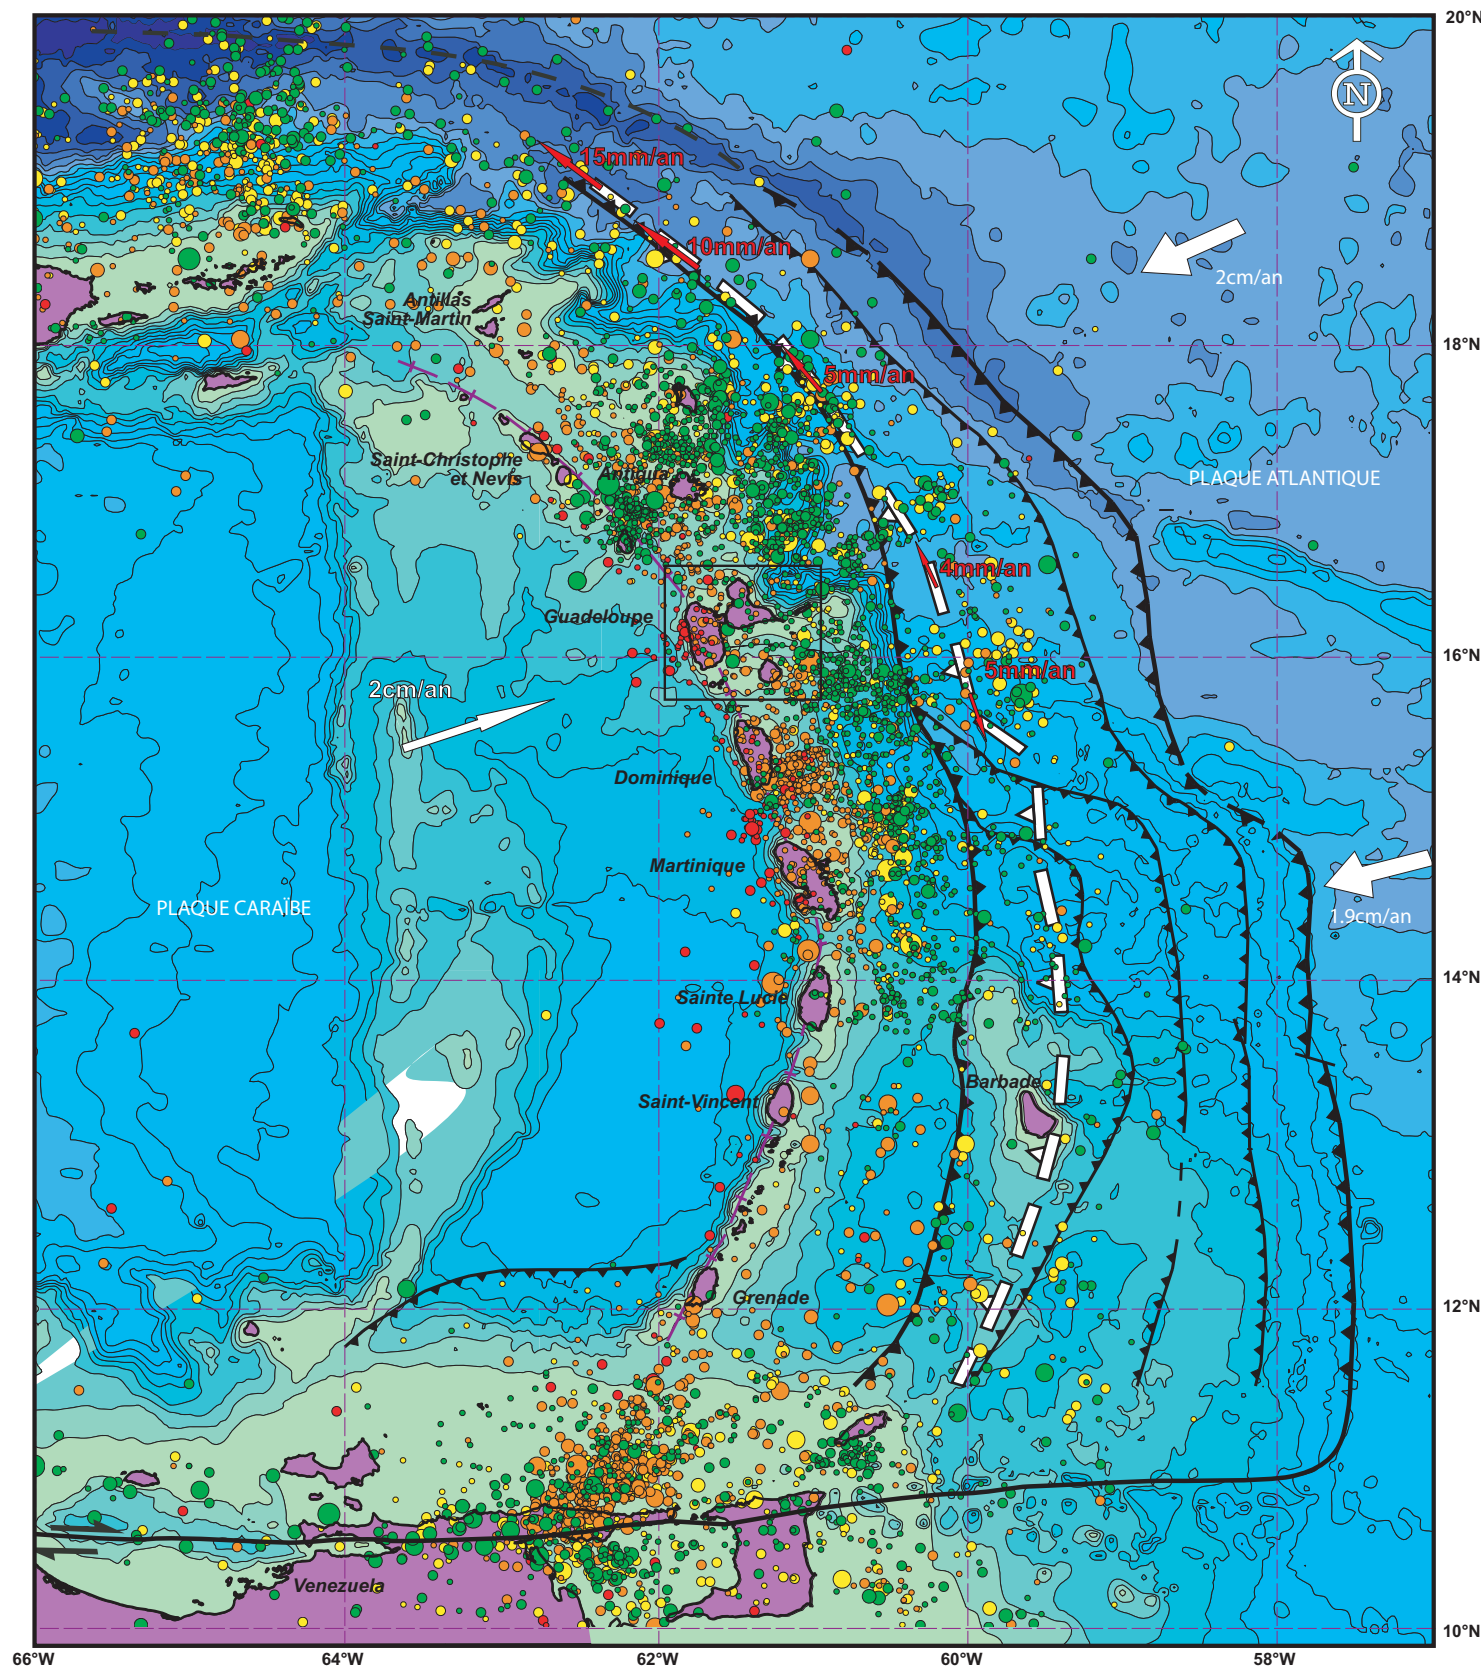 20°N
N
15mm/an
10mm/an
2cm/an
Antillas
Saint-Martin
18°N
5mm/an
Saint-Christophe
et Nevis
Antigua
PLAQUE ATLANTIQUE
4mm/an
Guadeloupe
16°N
5mm/an
2cm/an
Dominique
Martinique
PLAQUE CARAÏBE
1.9cm/an
14°N
Sainte Lucie
Barbade
Saint-Vincent
Grenade
12°N
Venezuela
10°N
66°W
64°W
62°W
60°W
58°W